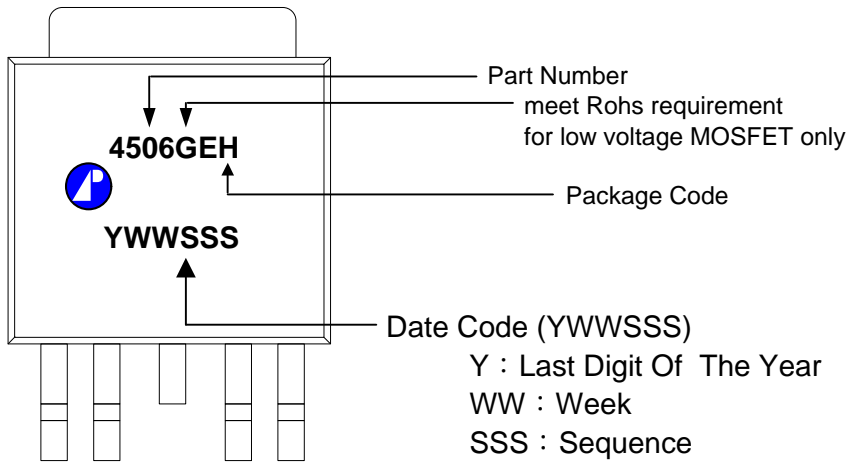 Part Number
meet Rohs requirement
for low voltage MOSFET only
4506GEH
Package Code
YWWSSS
Date Code (YWWSSS)
Y：Last Digit Of The Year
WW：Week
SSS：Sequence